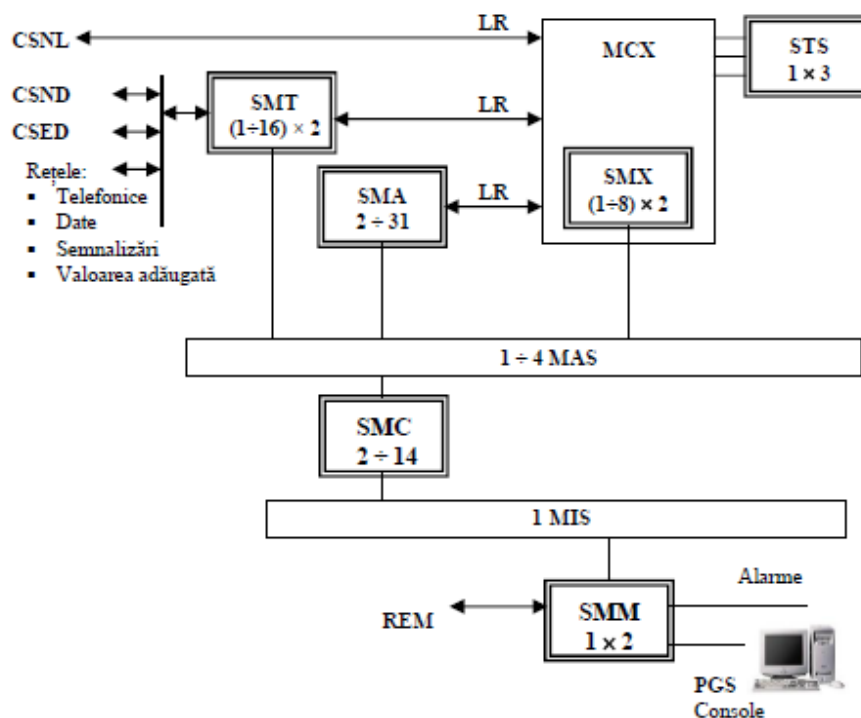 LR
CSNL
MCX
STS
1 × 3
CSND
SMT
(1÷16) × 2
LR
CSED
Rețele:
▪ Telefonice
▪ Date
▪ Semnalizări
▪ Valoarea adăugată
SMA
2 ÷ 31
LR
SMX
(1÷8) × 2
1 ÷ 4 MAS
SMC
2 ÷ 14
1 MIS
Alarme
REM
SMM
1 × 2
PGS
Console